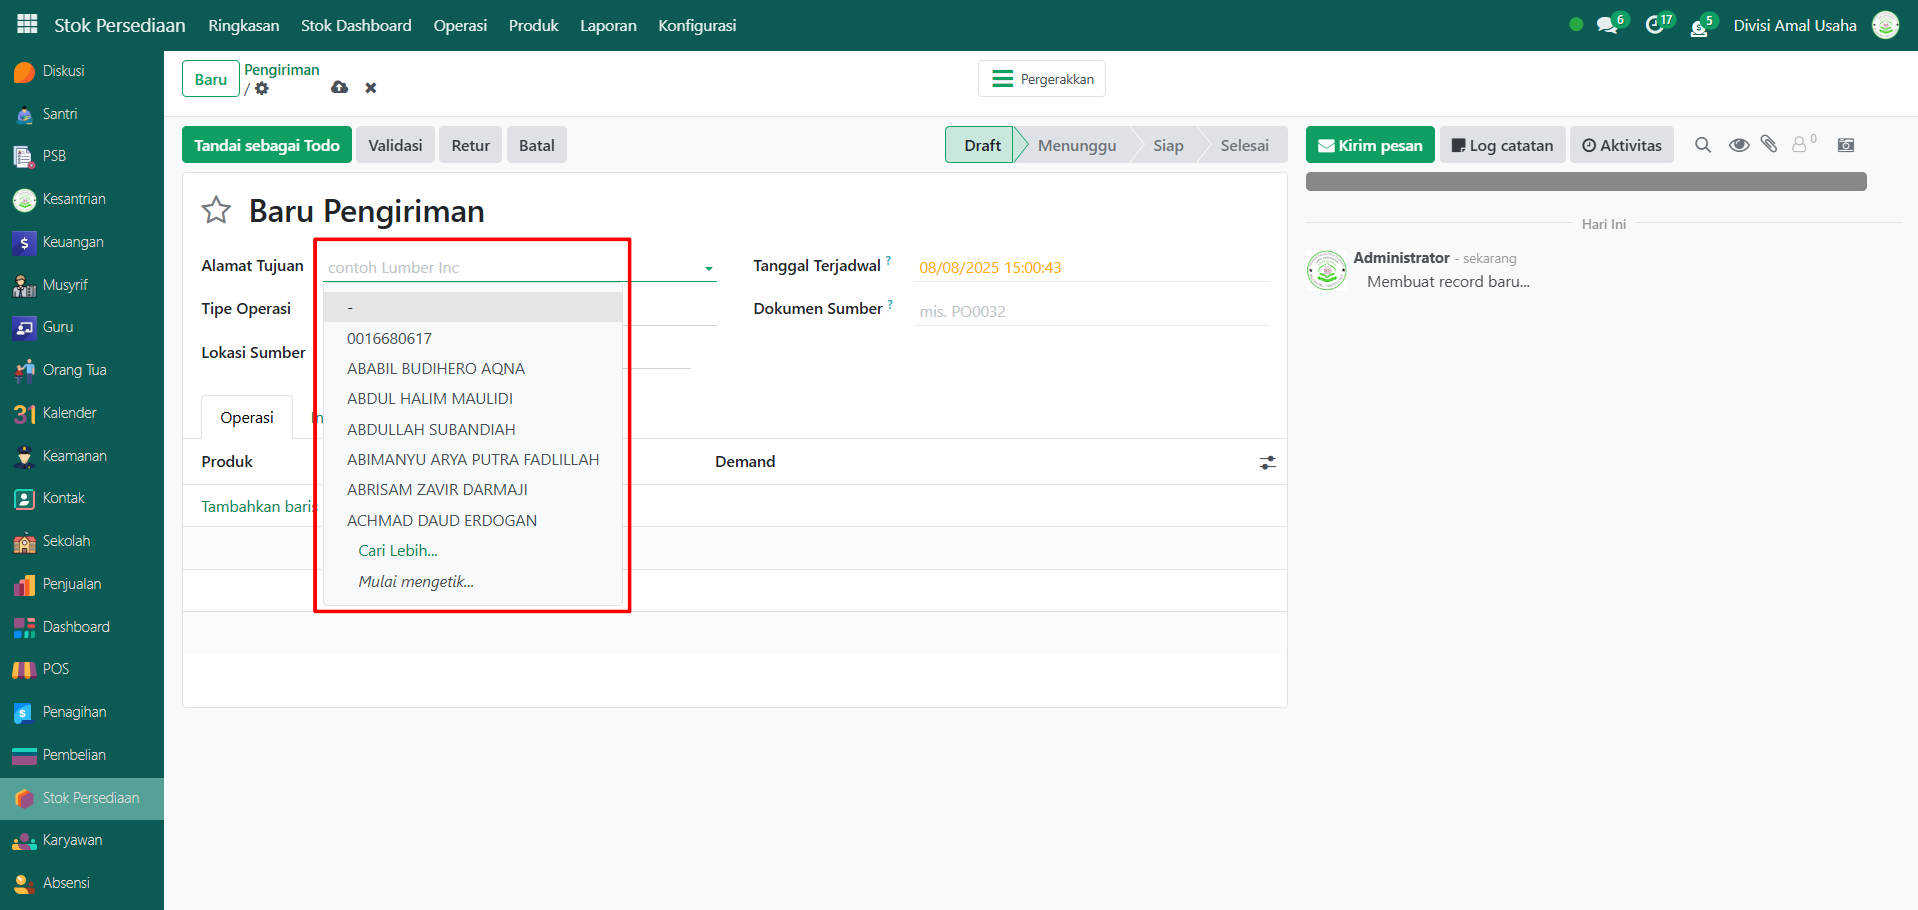 Stok Persediaan Ringkasan Stok Dashboard Operasi Produk Laporan Konfigurasi 6 17 5 Divisi Amal Usaha
Diskusi
Santri
PSB
Kesantrian
Keuangan
Musyrif
Guru
Orang Tua
Kalender
Keamanan
Kontak
Sekolah
Penjualan
Dashboard
POS
Penagihan
Pembelian
Stok Persediaan
Karyawan
Absensi
Baru Pengiriman
/
Pergerakkan
Tandai sebagai Todo Validasi Retur Batal Draft Menunggu Siap Selesai
Baru Pengiriman
Alamat Tujuan contoh Lumber Inc
Tipe Operasi
Lokasi Sumber
Tanggal Terjadwal ? 08/08/2025 15:00:43
Dokumen Sumber ? mis. PO0032
-
0016680617
ABABIL BUDIHERO AQNA
ABDUL HALIM MAULIDI
ABDULLAH SUBANDIAH
ABIMANYU ARYA PUTRA FADLILLAH
ABRISAM ZAVIR DARMAJI
ACHMAD DAUD ERDOGAN
Cari Lebih...
Mulai mengetik...
Operasi
Produk Demand
Tambahkan baris
Kirim pesan Log catatan Aktivitas 0
Hari Ini
Administrator - sekarang
Membuat record baru...